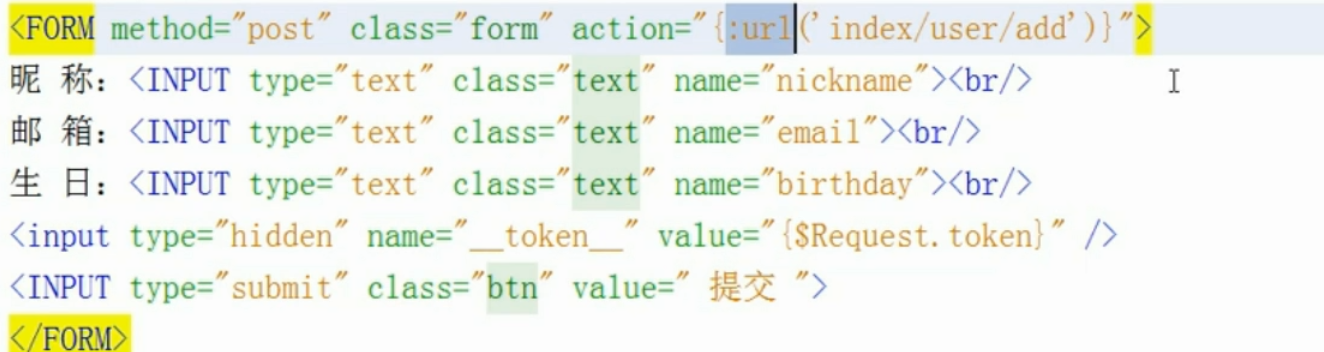 <FORM method="post" class="form" action="{:url('index/user/add')}">
昵 称：<INPUT type="text" class="text" name="nickname"><br/>
邮 箱：<INPUT type="text" class="text" name="email"><br/>
生 日：<INPUT type="text" class="text" name="birthday"><br/>
<input type="hidden" name="__token__" value="{$Request.token}" />
<INPUT type="submit" class="btn" value=" 提交 ">
</FORM>